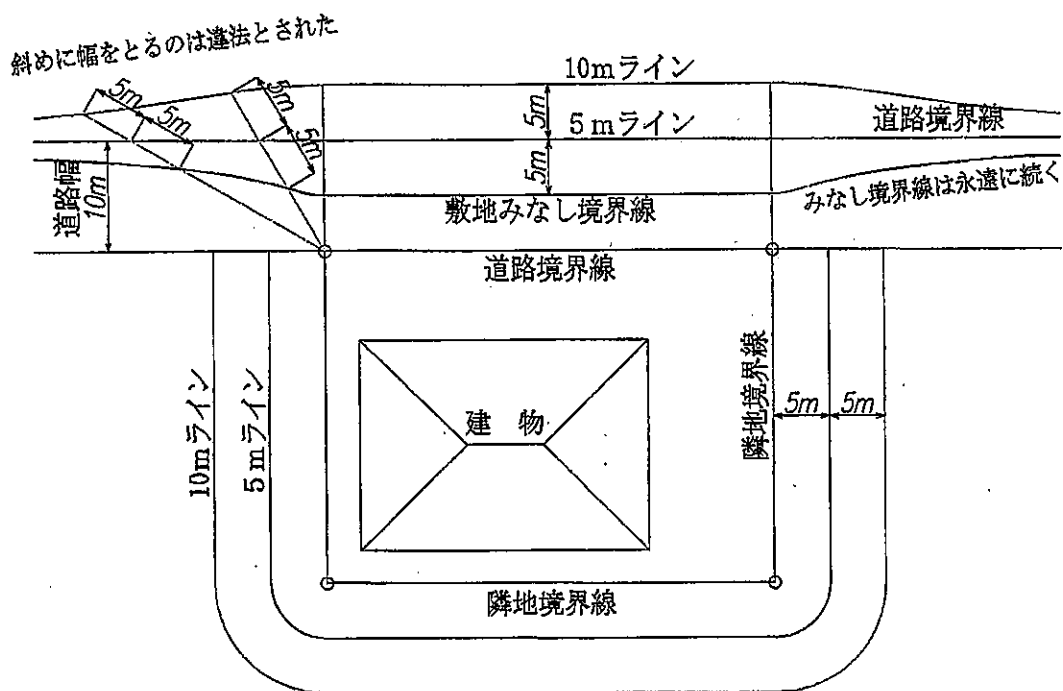 斜めに幅をとるのは違法とされた
5m
5m
5m
5m
10mライン
5m
5mライン
道路境界線
5m
道路幅
10m
敷地みなし境界線
みなし境界線は永遠に続く
道路境界線
10mライン
5mライン
建 物
隣地境界線
5m
5m
隣地境界線